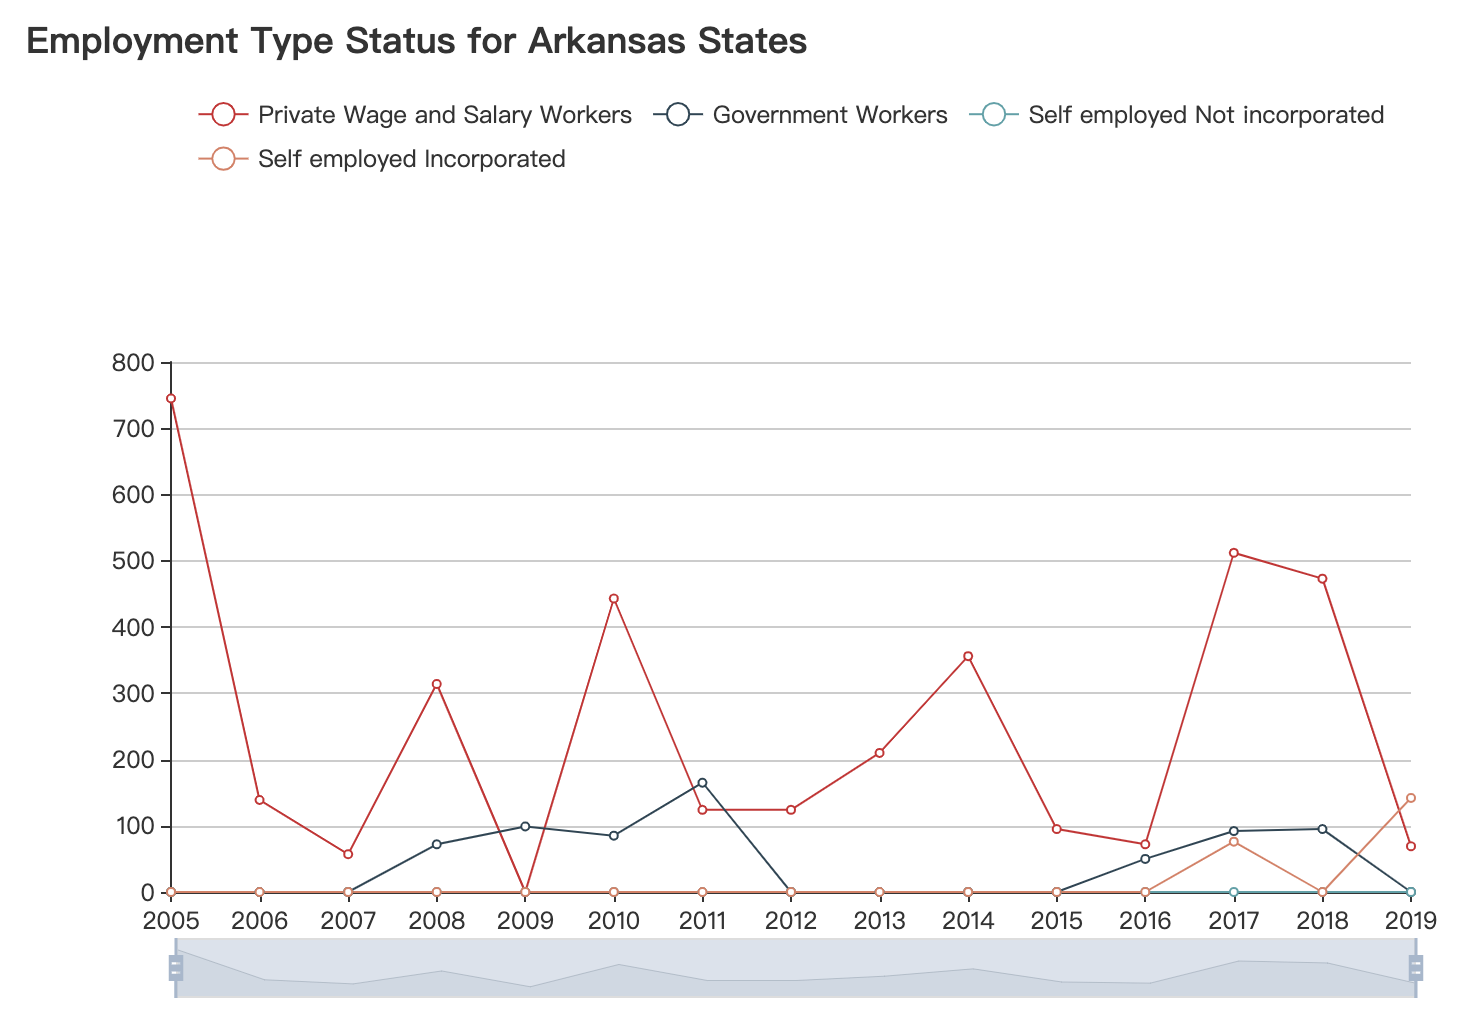 Employment Type Status for Arkansas States
Private Wage and Salary Workers Government Workers Self employed Not incorporated
Self employed Incorporated
800
700
600
500
400
300
200
100
0
2005 2006 2007 2008 2009 2010 2011 2012 2013 2014 2015 2016 2017 2018 2019